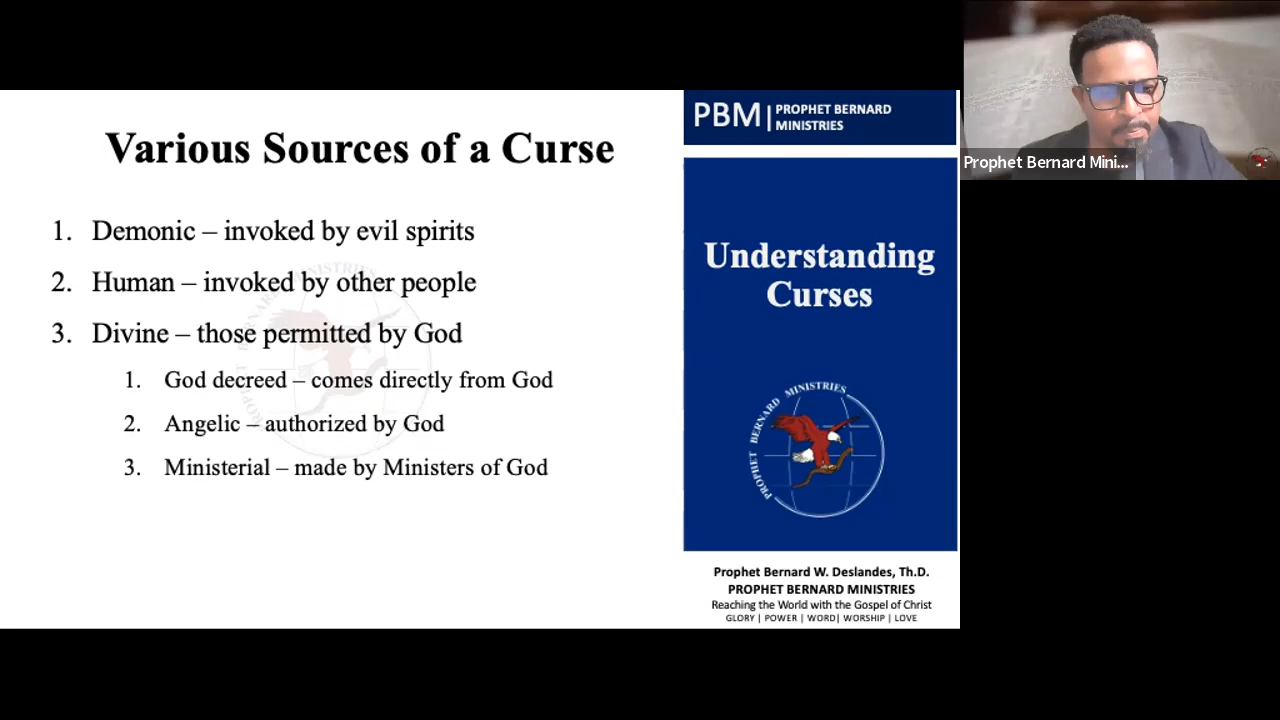 Various Sources of a Curse
1. Demonic – invoked by evil spirits
2. Human – invoked by other people
3. Divine – those permitted by God
1. God decreed – comes directly from God
2. Angelic – authorized by God
3. Ministerial – made by Ministers of God
PROPHET BERNARD MINISTRIES
PBM | PROPHET BERNARD
MINISTRIES
Understanding
Curses
PROPHET BERNARD MINISTRIES
Prophet Bernard W. Deslandes, Th.D.
PROPHET BERNARD MINISTRIES
Reaching the World with the Gospel of Christ
GLORY | POWER | WORD| WORSHIP | LOVE
Prophet Bernard Mini...